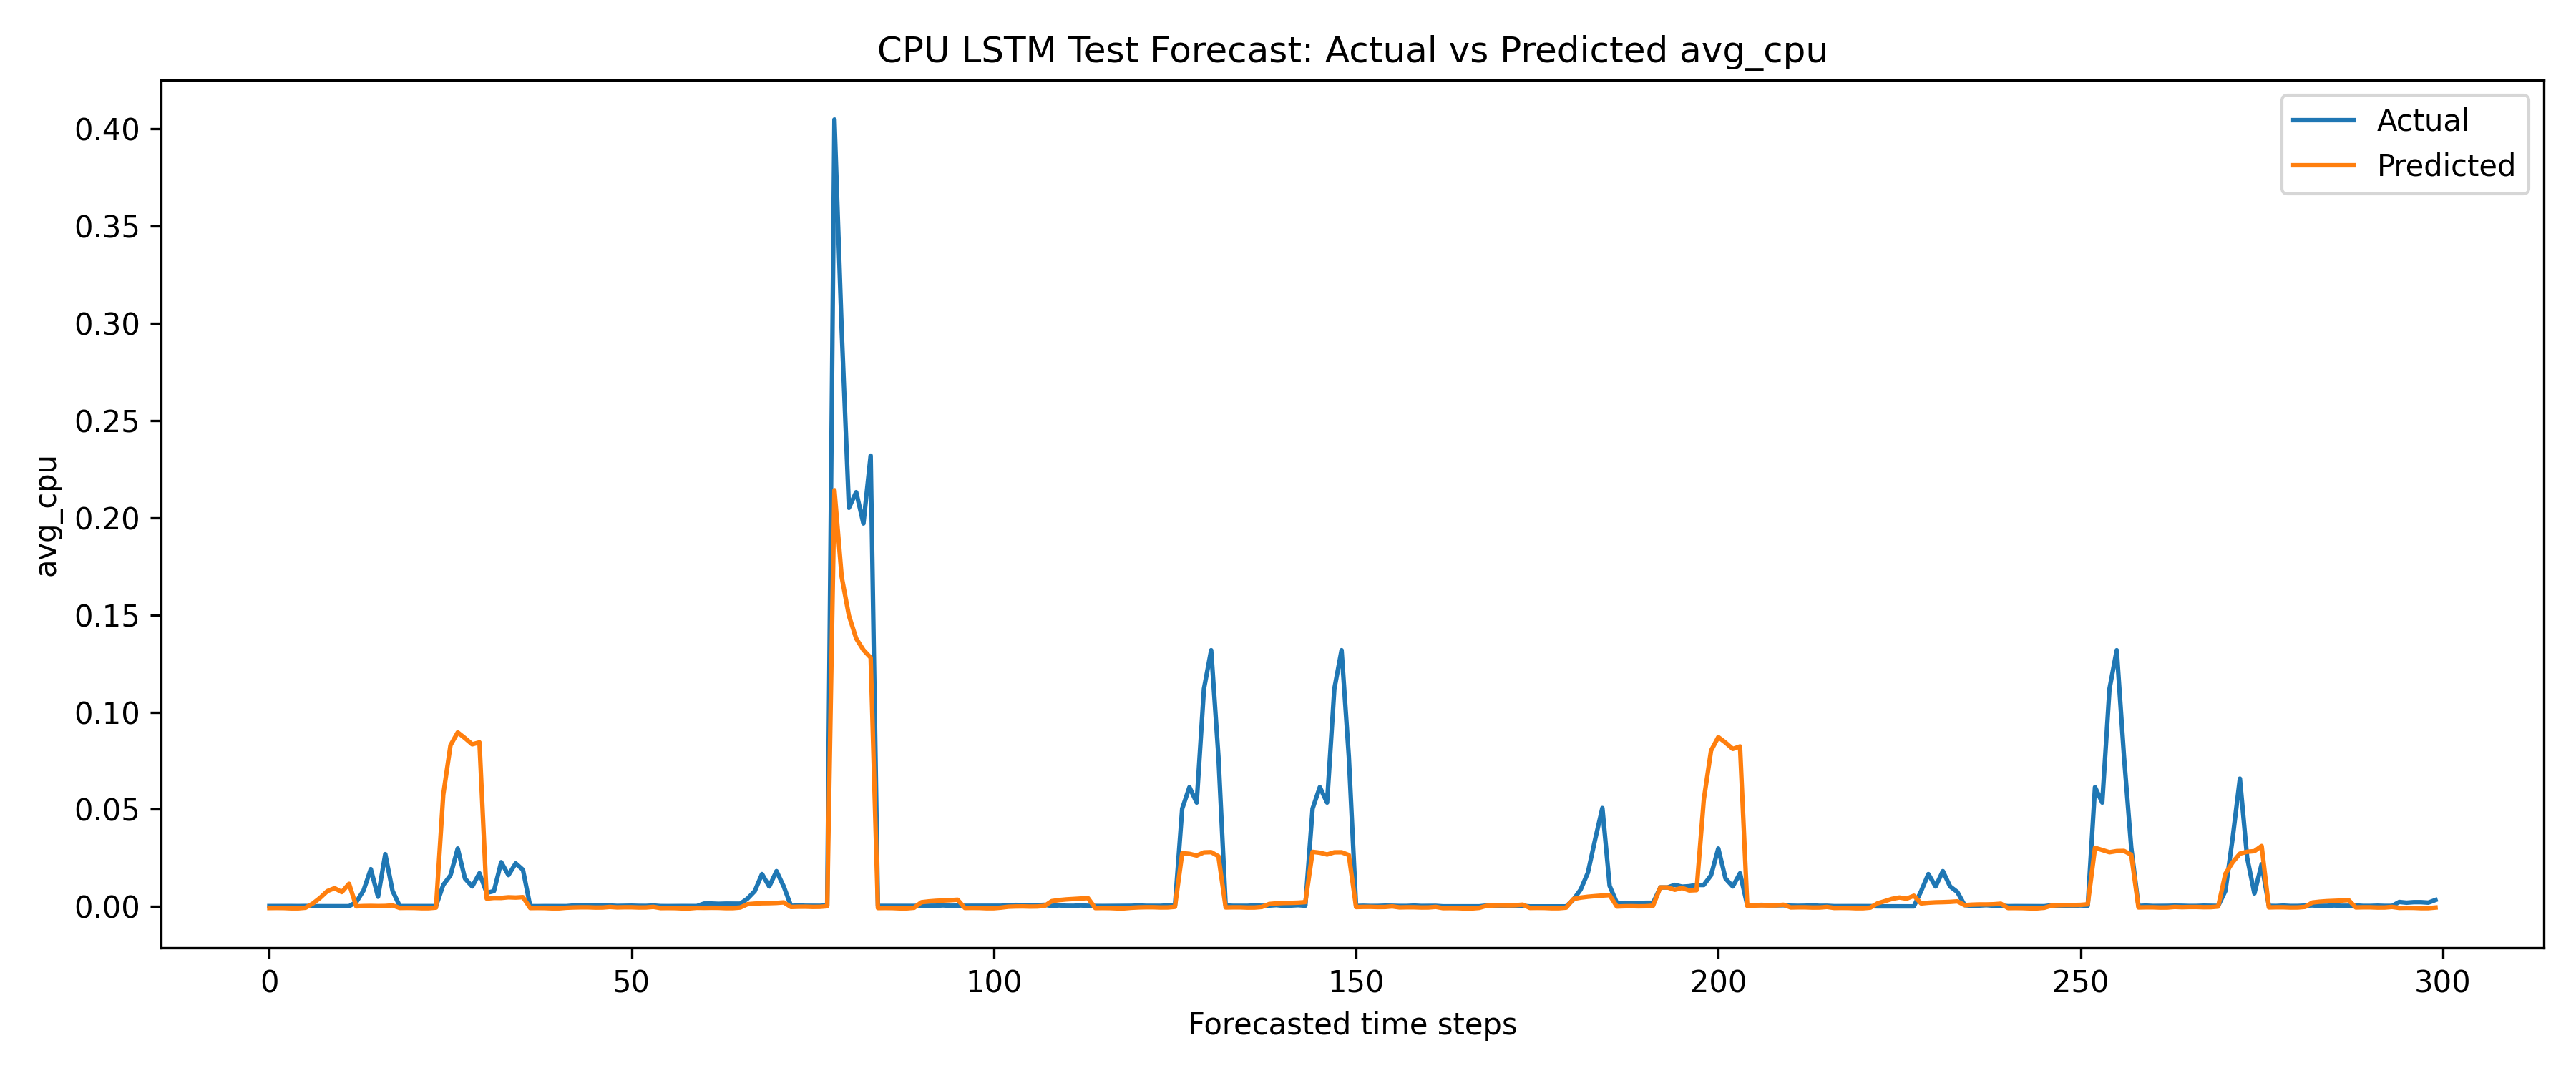 CPU LSTM Test Forecast: Actual vs Predicted avg_cpu
Actual
Predicted
0.40
0.35
0.30
0.25
0.20
0.15
0.10
0.05
0.00
avg_cpu
0 50 100 150 200 250 300
Forecasted time steps